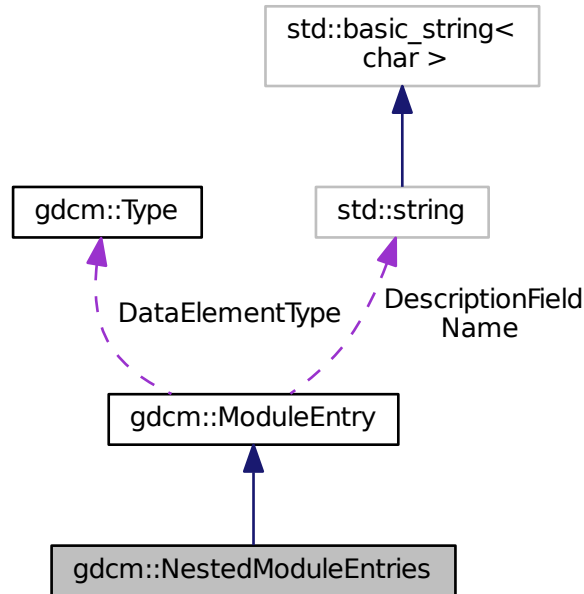 std::basic_string<
char >
gdcm::Type
std::string
DataElementType
DescriptionField
Name
gdcm::ModuleEntry
gdcm::NestedModuleEntries